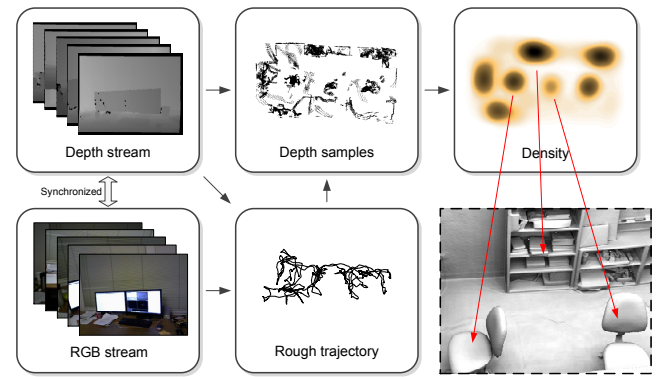 Depth stream
Depth samples
Density
Synchronized
RGB stream
Rough trajectory